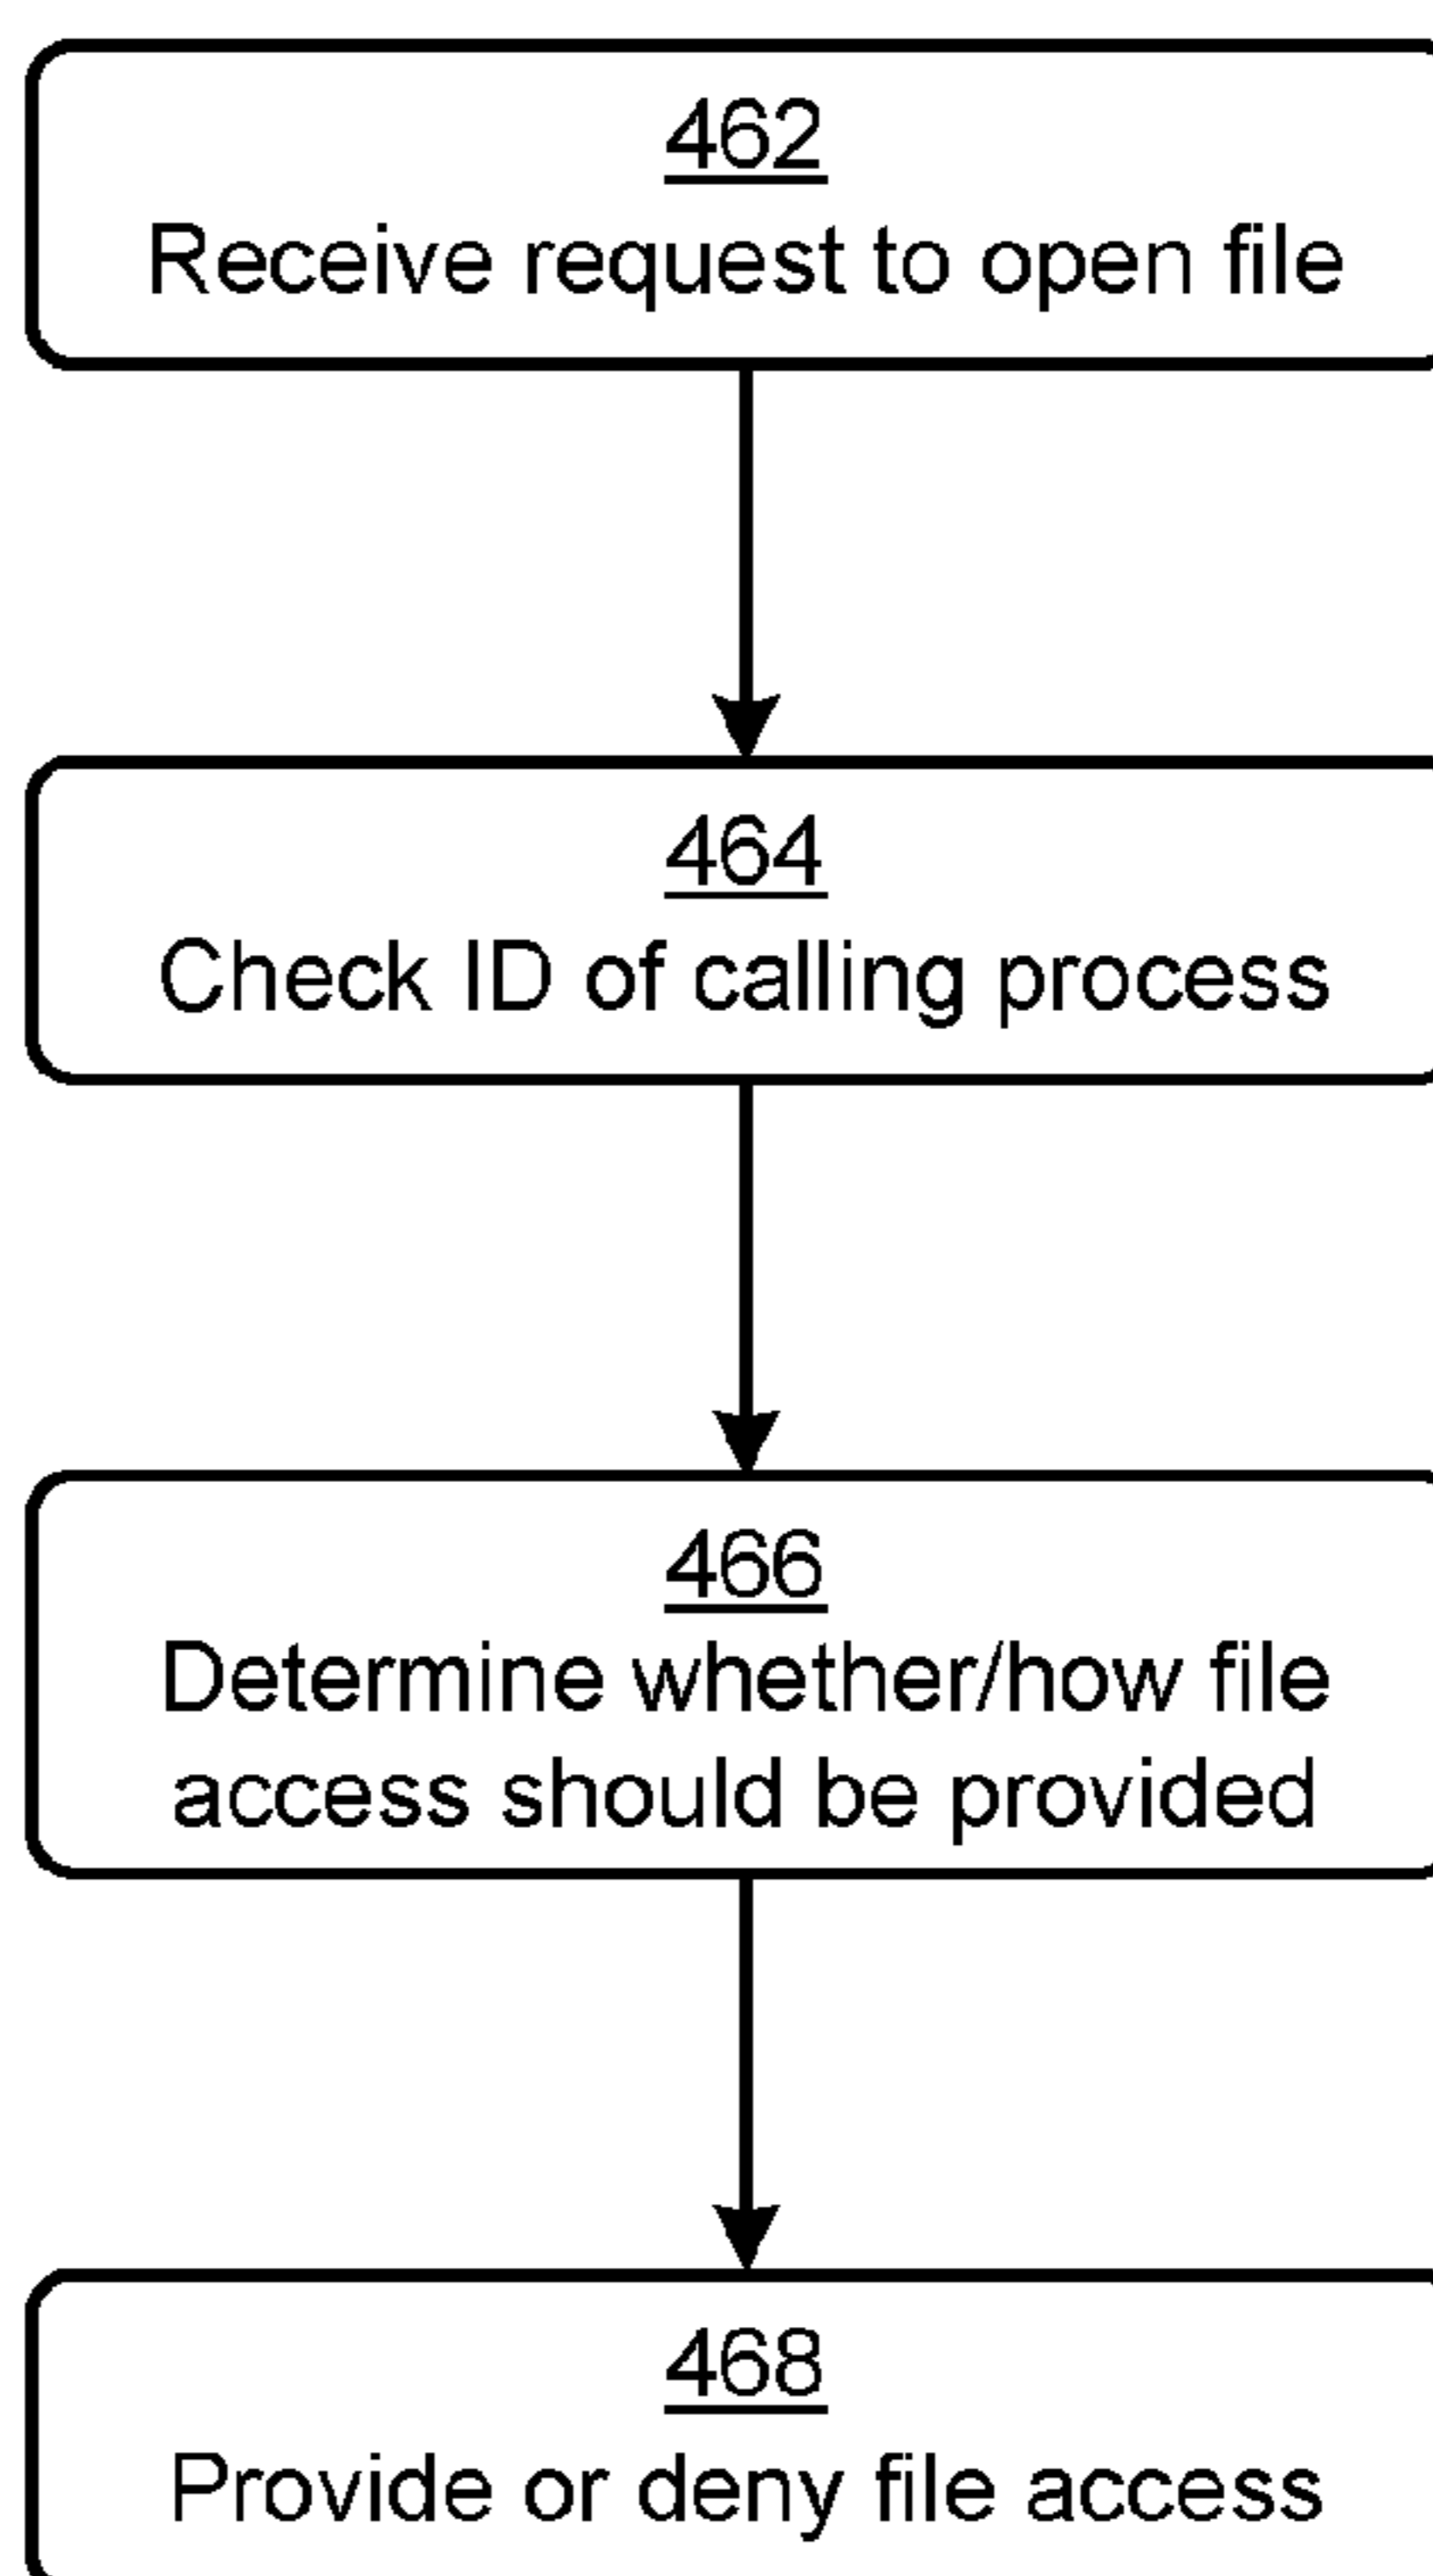 462
Receive request to open file
464
Check ID of calling process
466
Determine whether/how file
access should be provided
468
Provide or deny file access